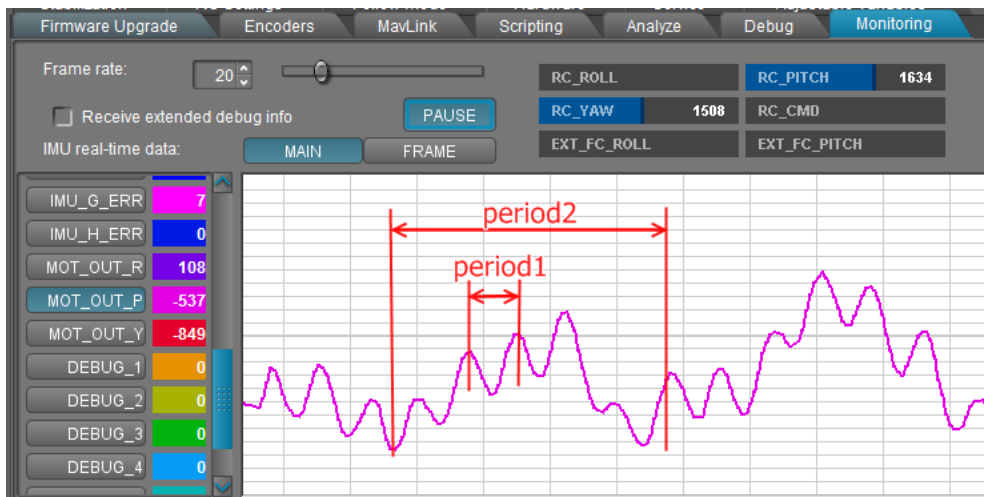 Firmware Upgrade Encoders MavLink Scripting Analyze Debug Monitoring
Frame rate: 20
RC_ROLL RC_PITCH 1634
Receive extended debug info PAUSE
RC_YAW 1508 RC_CMD
IMU real-time data: MAIN FRAME
EXT_FC_ROLL EXT_FC_PITCH
IMU_G_ERR 7
IMU_H_ERR 0
MOT_OUT_R 108
MOT_OUT_P -537
MOT_OUT_Y -849
DEBUG_1 0
DEBUG_2 0
DEBUG_3 0
DEBUG_4 0
period2
period1